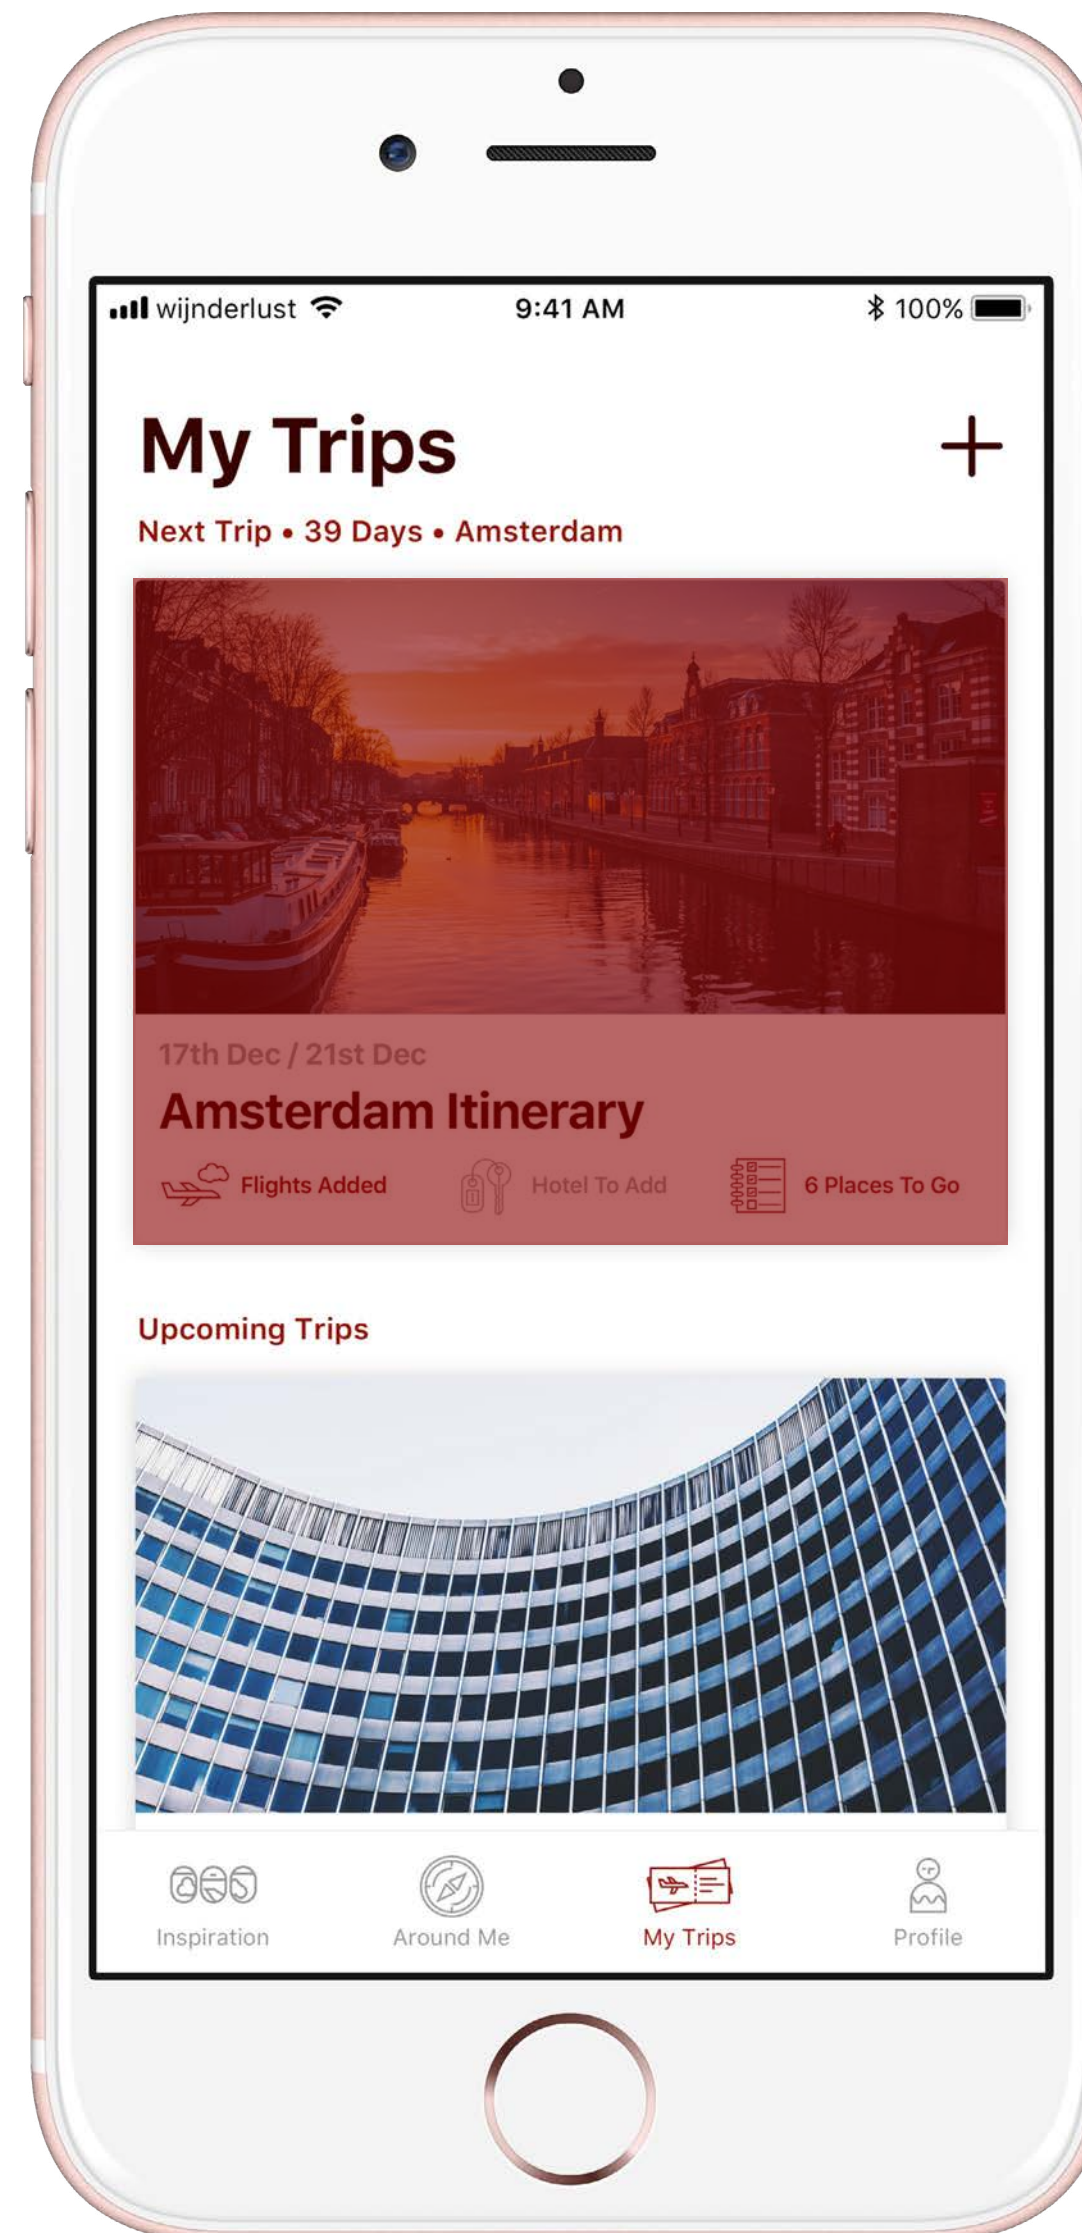 wijnderlust 9:41 AM 100%
My Trips
Next Trip • 39 Days • Amsterdam
17th Dec / 21st Dec
Amsterdam Itinerary
Flights Added Hotel To Add 6 Places To Go
Upcoming Trips
Inspiration Around Me My Trips Profile